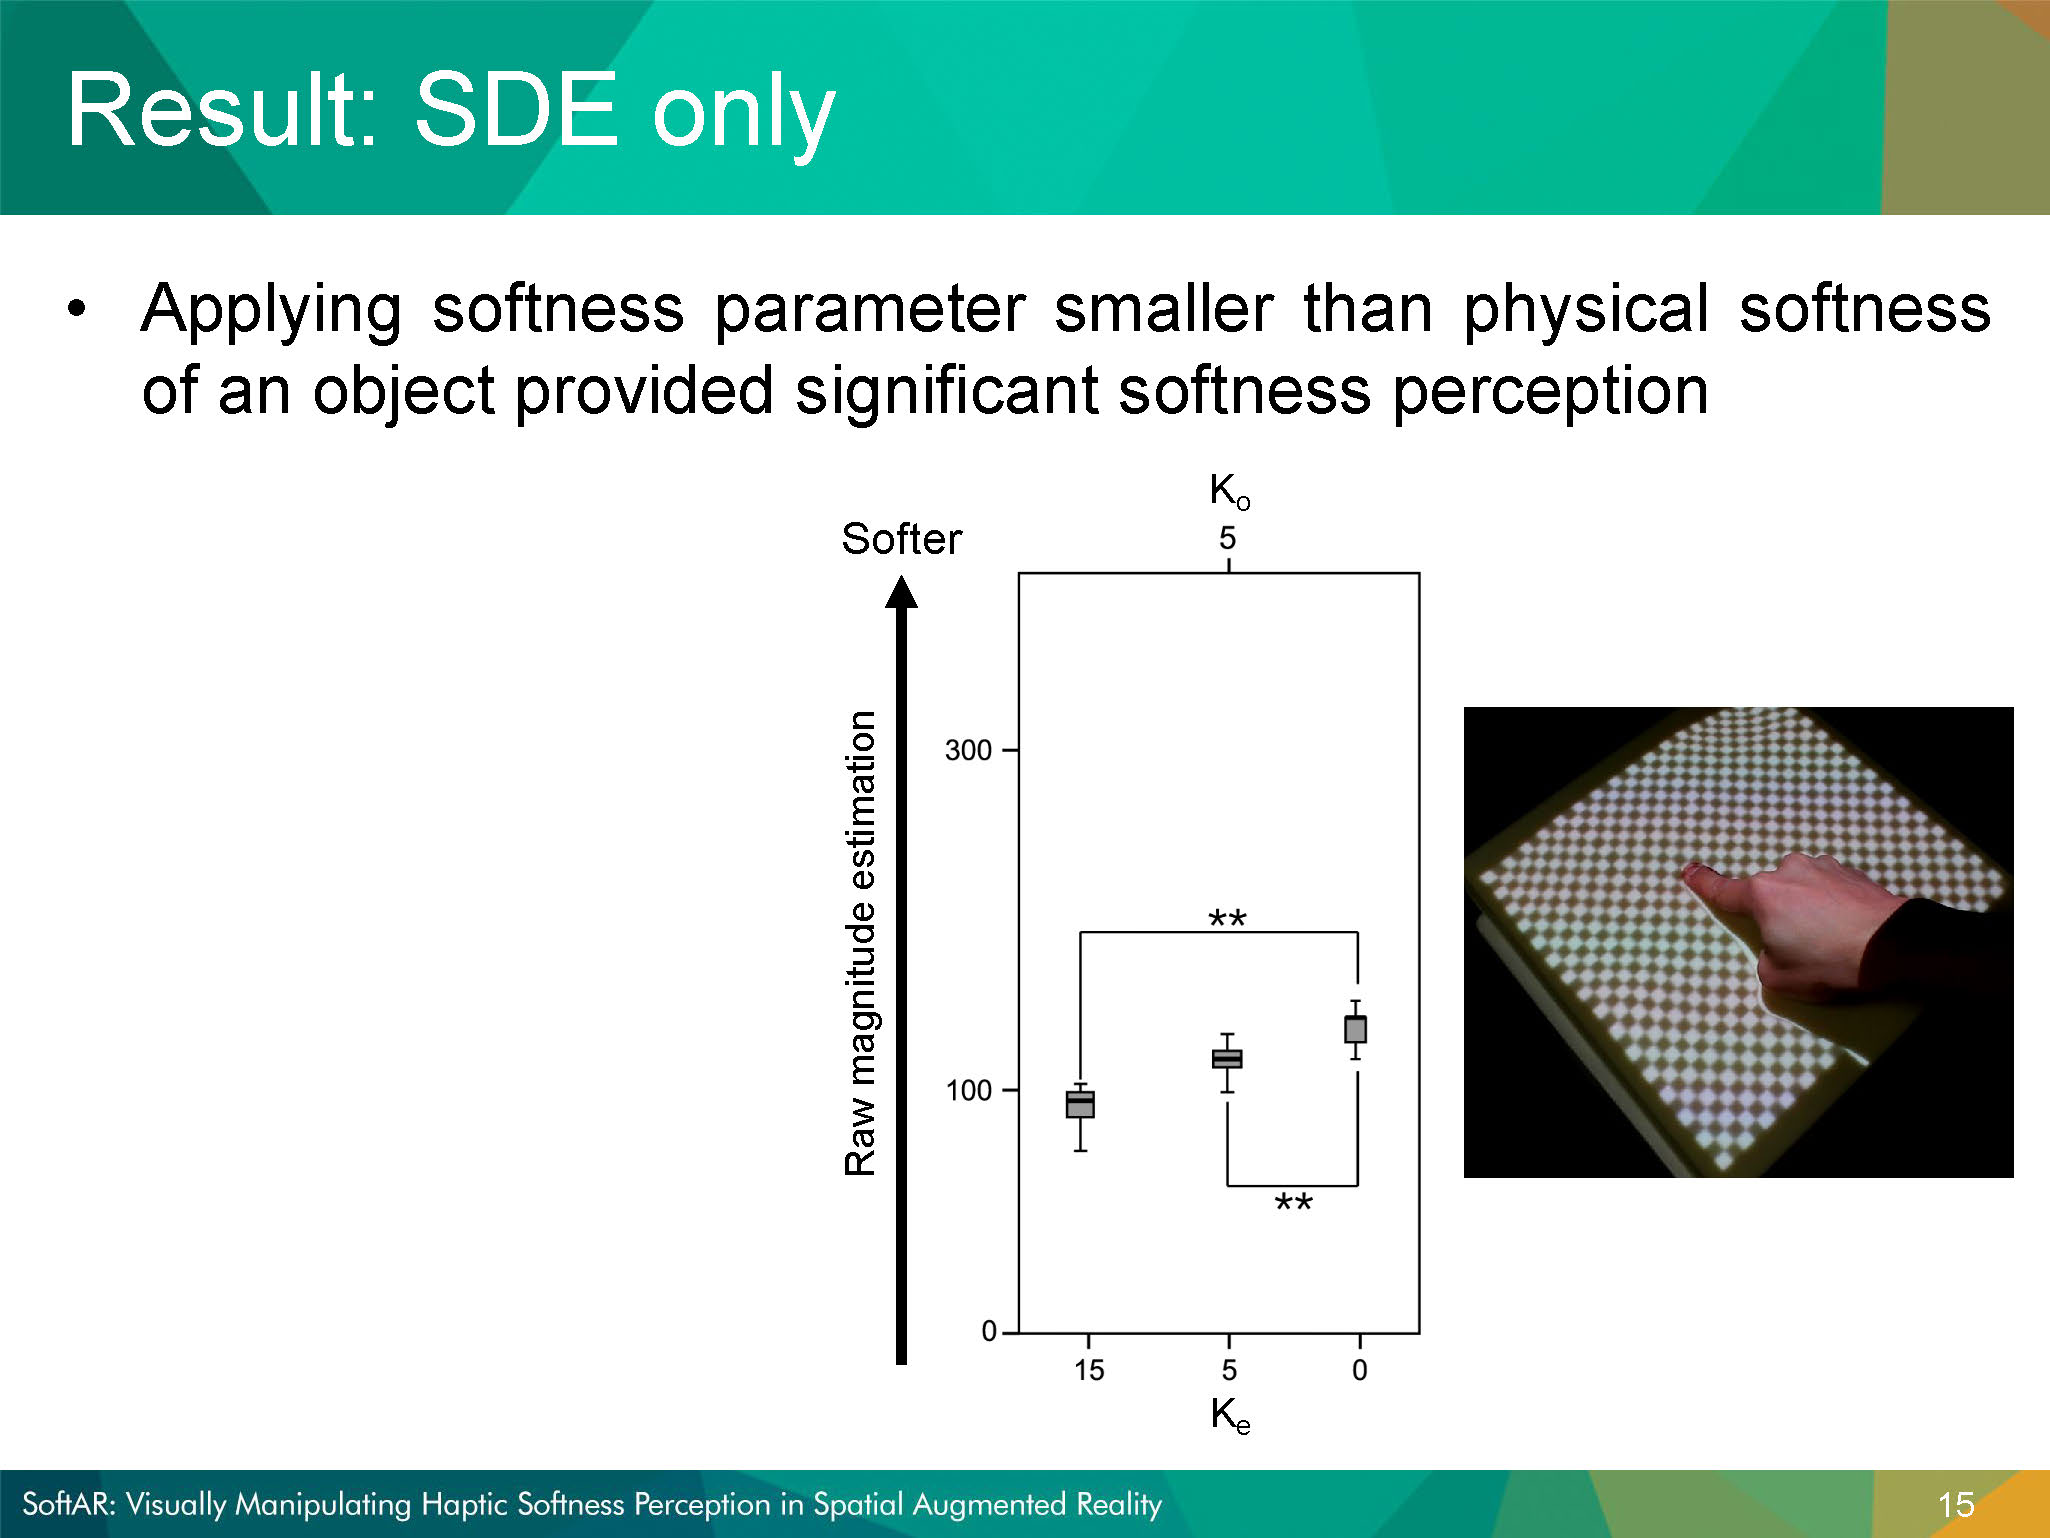 Result: SDE only
• Applying softness parameter smaller than physical softness
of an object provided significant softness perception
Ko
Softer
5
300
Raw magnitude estimation
**
100
**
0
15 5 0
Ke
SoftAR: Visually Manipulating Haptic Softness Perception in Spatial Augmented Reality
15